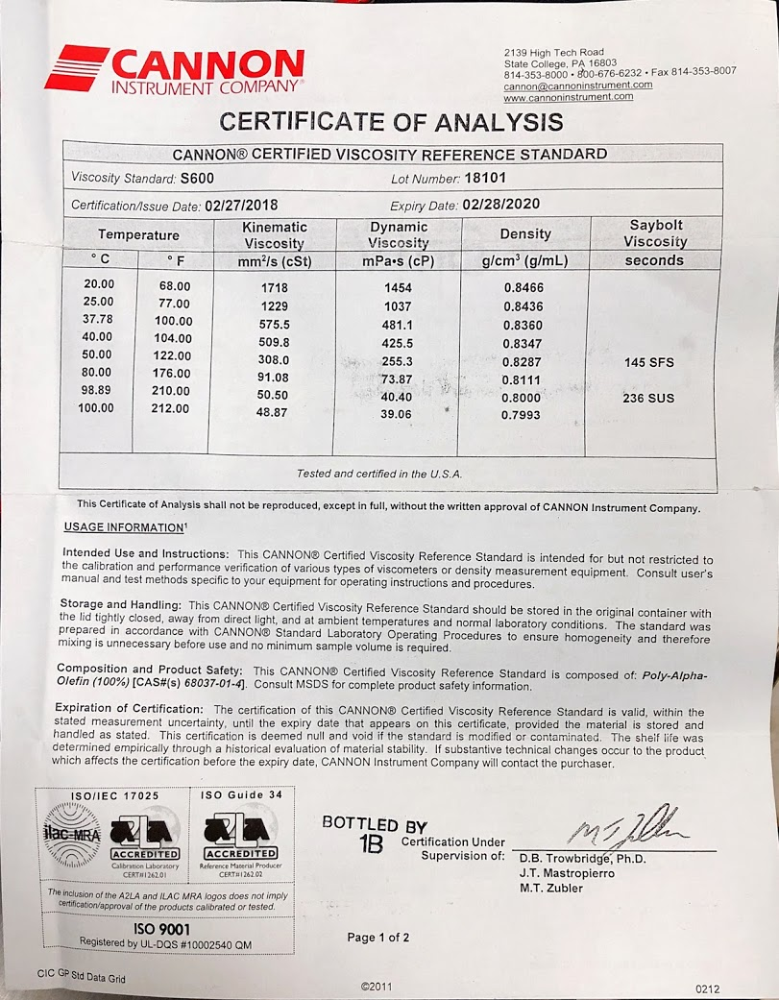 CANNON
INSTRUMENT COMPANY®
2139 High Tech Road
State College, PA 16803
814-353-8000 • 800-676-6232 • Fax 814-353-8007
cannon@cannoninstrument.com
www.cannoninstrument.com
CERTIFICATE OF ANALYSIS
CANNON® CERTIFIED VISCOSITY REFERENCE STANDARD
Viscosity Standard: S600 Lot Number: 18101
Certification/Issue Date: 02/27/2018 Expiry Date: 02/28/2020
Temperature Kinematic Viscosity Dynamic Viscosity Density Saybolt Viscosity
° C ° F mm²/s (cSt) mPa•s (cP) g/cm³ (g/mL) seconds
20.00 68.00 1718 1454 0.8466
25.00 77.00 1229 1037 0.8436
37.78 100.00 575.5 481.1 0.8360
40.00 104.00 509.8 425.5 0.8347
50.00 122.00 308.0 255.3 0.8287 145 SFS
80.00 176.00 91.08 73.87 0.8111
98.89 210.00 50.50 40.40 0.8000 236 SUS
100.00 212.00 48.87 39.06 0.7993
Tested and certified in the U.S.A.
This Certificate of Analysis shall not be reproduced, except in full, without the written approval of CANNON Instrument Company.
USAGE INFORMATION¹
Intended Use and Instructions: This CANNON® Certified Viscosity Reference Standard is intended for but not restricted to
the calibration and performance verification of various types of viscometers or density measurement equipment. Consult user's
manual and test methods specific to your equipment for operating instructions and procedures.
Storage and Handling: This CANNON® Certified Viscosity Reference Standard should be stored in the original container with
the lid tightly closed, away from direct light, and at ambient temperatures and normal laboratory conditions. The standard was
prepared in accordance with CANNON® Standard Laboratory Operating Procedures to ensure homogeneity and therefore
mixing is unnecessary before use and no minimum sample volume is required.
Composition and Product Safety: This CANNON® Certified Viscosity Reference Standard is composed of: Poly-Alpha-
Olefin (100%) [CAS#(s) 68037-01-4]. Consult MSDS for complete product safety information.
Expiration of Certification: The certification of this CANNON® Certified Viscosity Reference Standard is valid, within the
stated measurement uncertainty, until the expiry date that appears on this certificate, provided the material is stored and
handled as stated. This certification is deemed null and void if the standard is modified or contaminated. The shelf life was
determined empirically through a historical evaluation of material stability. If substantive technical changes occur to the product
which affects the certification before the expiry date, CANNON Instrument Company will contact the purchaser.
ISO/IEC 17025 ISO Guide 34
ilac-MRA A2LA A2LA
ACCREDITED ACCREDITED
Calibration Laboratory Reference Material Producer
CERT#1262.01 CERT#1262.02
The inclusion of the A2LA and ILAC MRA logos does not imply
certification/approval of the products calibrated or tested.
ISO 9001
Registered by UL-DQS #10002540 QM
BOTTLED BY
1B
Certification Under
Supervision of:
D.B. Trowbridge, Ph.D.
J.T. Mastropierro
M.T. Zubler
Page 1 of 2
CIC GP Std Data Grid
©2011
0212